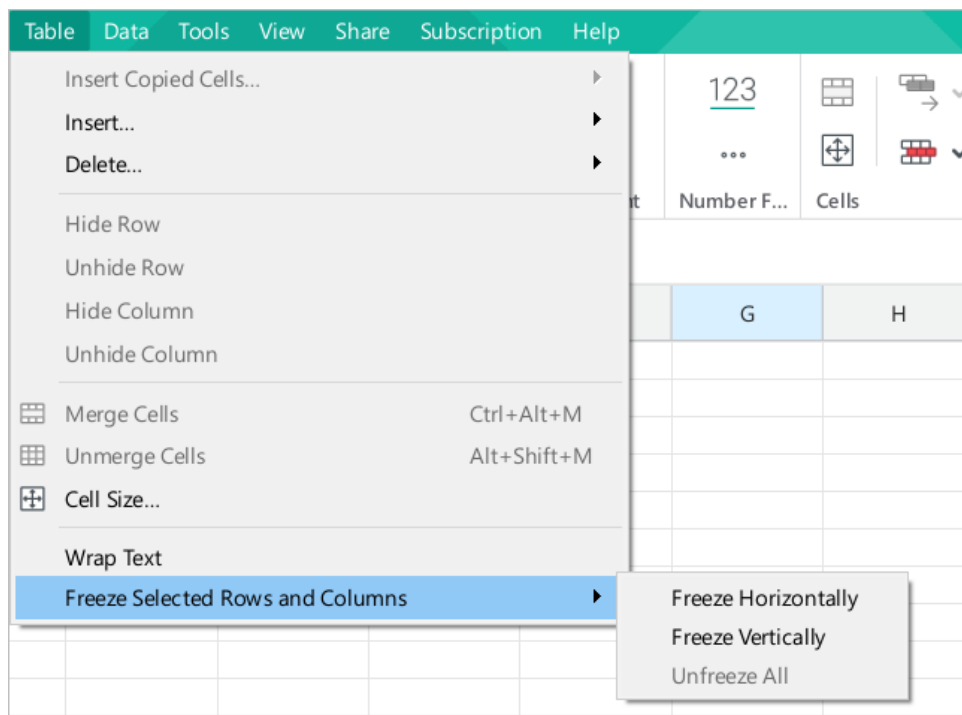 Table Data Tools View Share Subscription Help
Insert Copied Cells...
Insert...
Delete...
Hide Row
Unhide Row
Hide Column
Unhide Column
Merge Cells Ctrl+Alt+M
Unmerge Cells Alt+Shift+M
Cell Size...
Wrap Text
Freeze Selected Rows and Columns
Freeze Horizontally
Freeze Vertically
Unfreeze All
123
Number F... Cells
G H